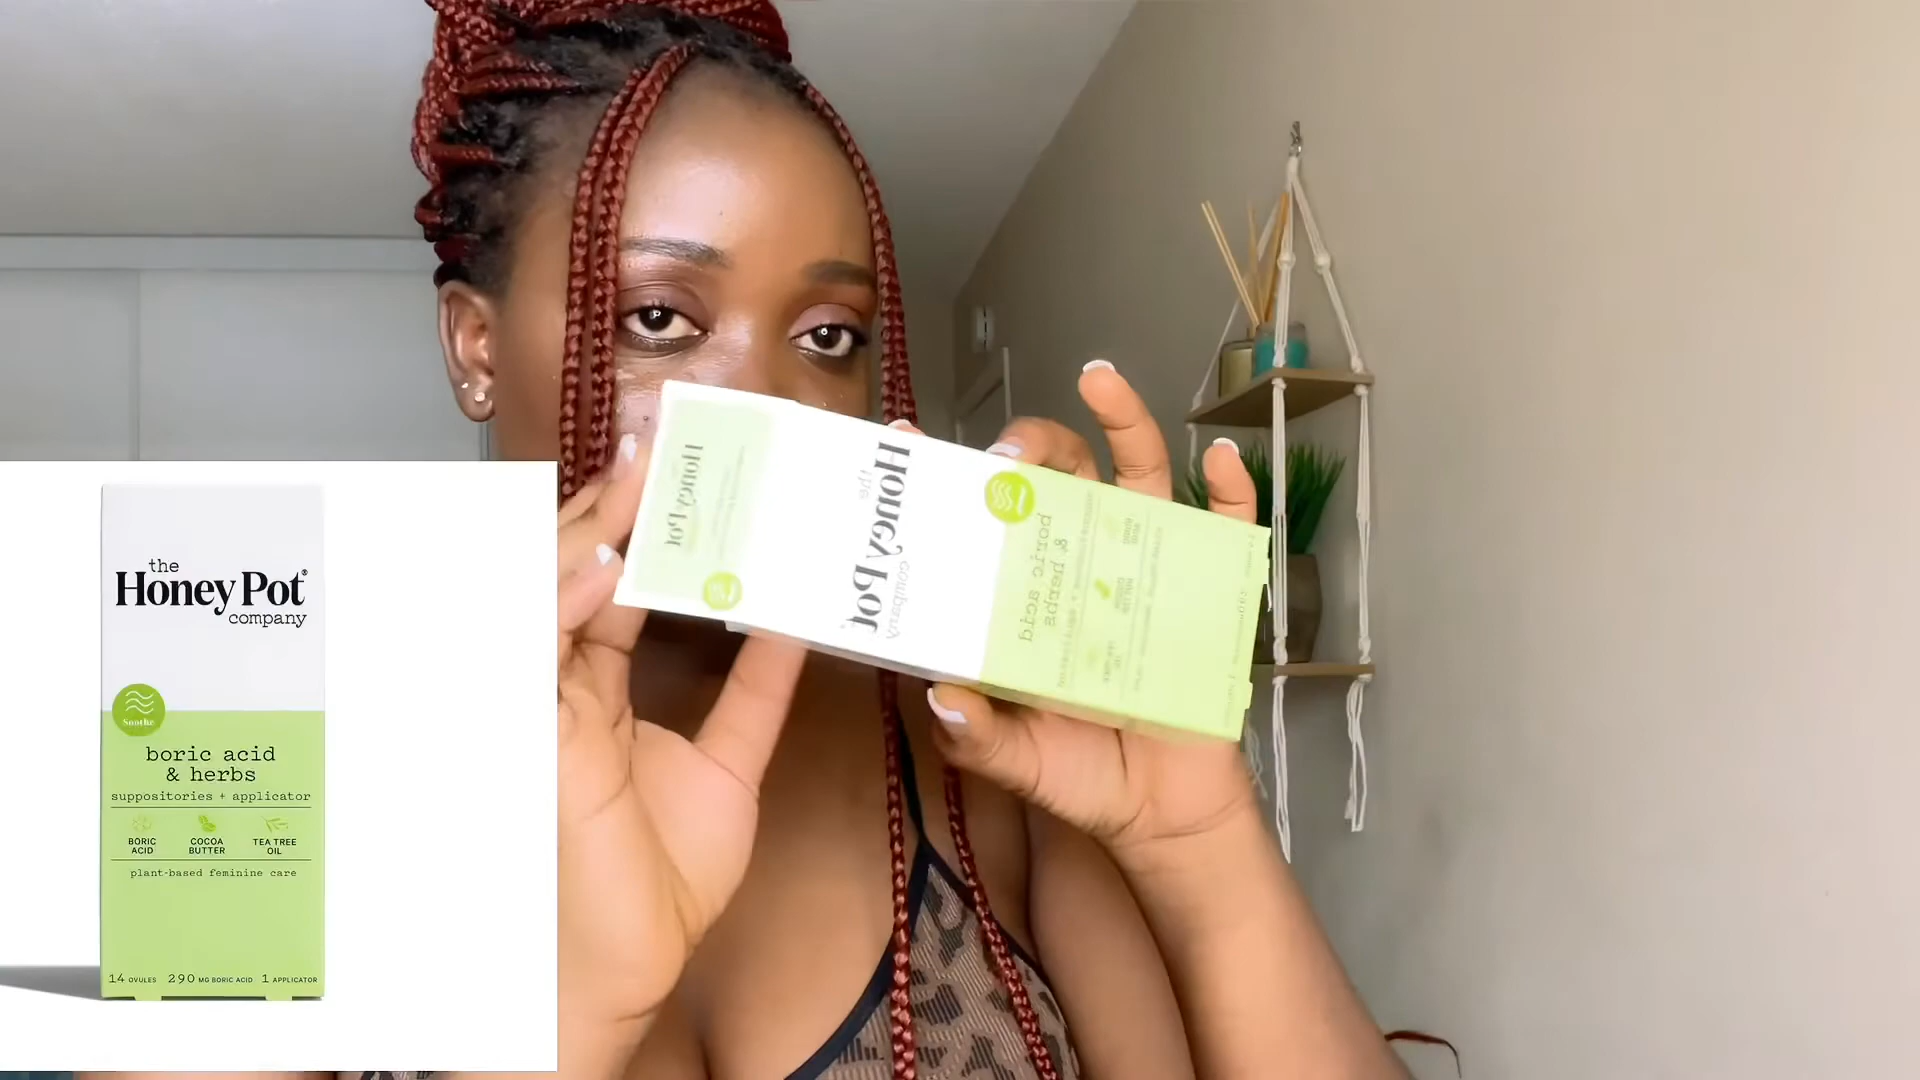 the
Honey Pot®
company
Soothe
boric acid
& herbs
suppositories + applicator
BORIC ACID
COCOA BUTTER
TEA TREE OIL
plant-based feminine care
14 OVULES 290 MG BORIC ACID 1 APPLICATOR
Honey Pot
the
Honey Pot
company
boric acid
& herbs